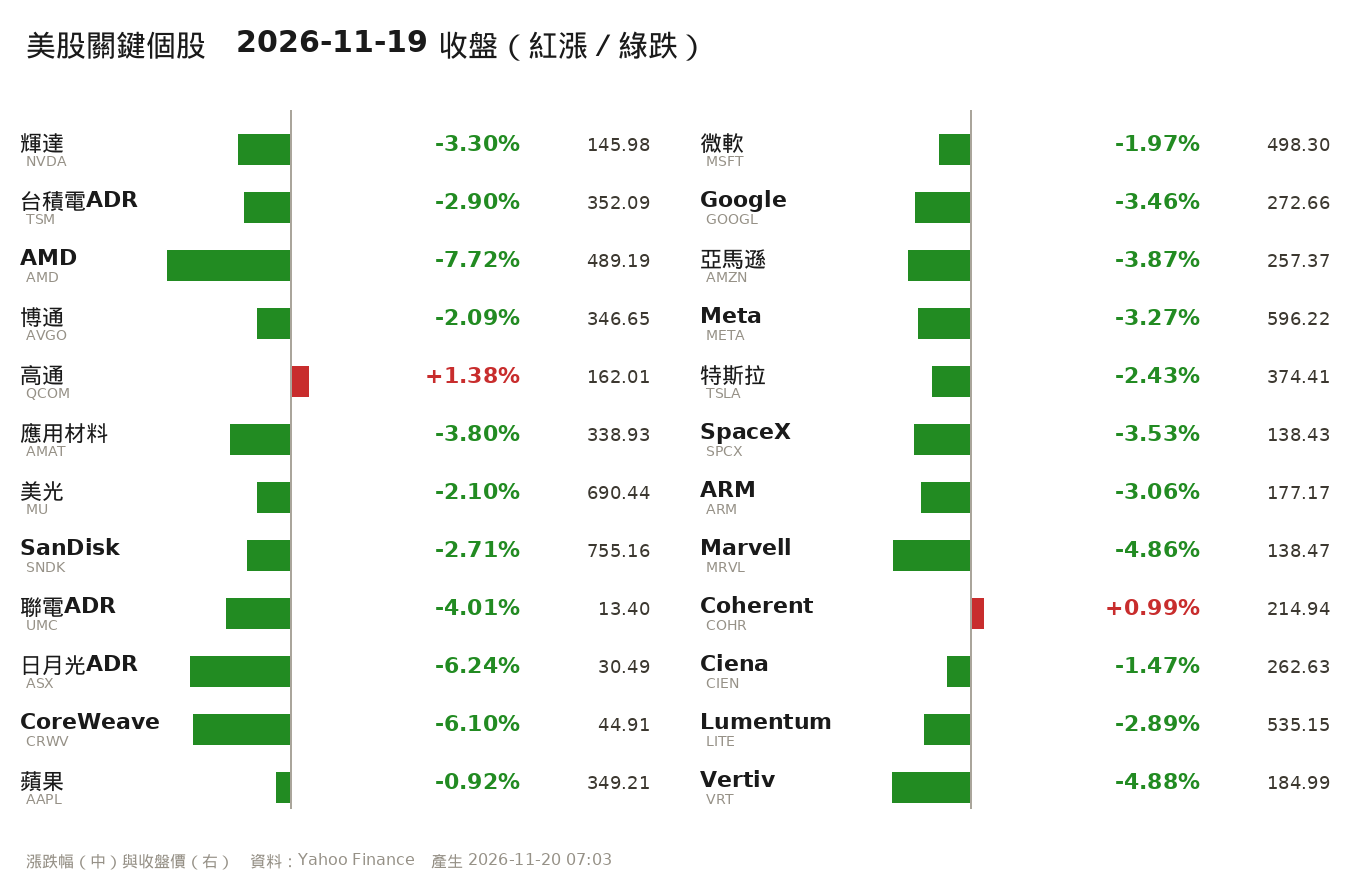 美股關鍵個股 2026-11-19 收盤（紅漲 / 綠跌）
輝達 -3.30% 145.98
NVDA
台積電ADR -2.90% 352.09
TSM
AMD -7.72% 489.19
AMD
博通 -2.09% 346.65
AVGO
高通 +1.38% 162.01
QCOM
應用材料 -3.80% 338.93
AMAT
美光 -2.10% 690.44
MU
SanDisk -2.71% 755.16
SNDK
聯電ADR -4.01% 13.40
UMC
日月光ADR -6.24% 30.49
ASX
CoreWeave -6.10% 44.91
CRWV
蘋果 -0.92% 349.21
AAPL
微軟 -1.97% 498.30
MSFT
Google -3.46% 272.66
GOOGL
亞馬遜 -3.87% 257.37
AMZN
Meta -3.27% 596.22
META
特斯拉 -2.43% 374.41
TSLA
SpaceX -3.53% 138.43
SPCX
ARM -3.06% 177.17
ARM
Marvell -4.86% 138.47
MRVL
Coherent +0.99% 214.94
COHR
Ciena -1.47% 262.63
CIEN
Lumentum -2.89% 535.15
LITE
Vertiv -4.88% 184.99
VRT
漲跌幅（中）與收盤價（右） 資料：Yahoo Finance 產生 2026-11-20 07:03